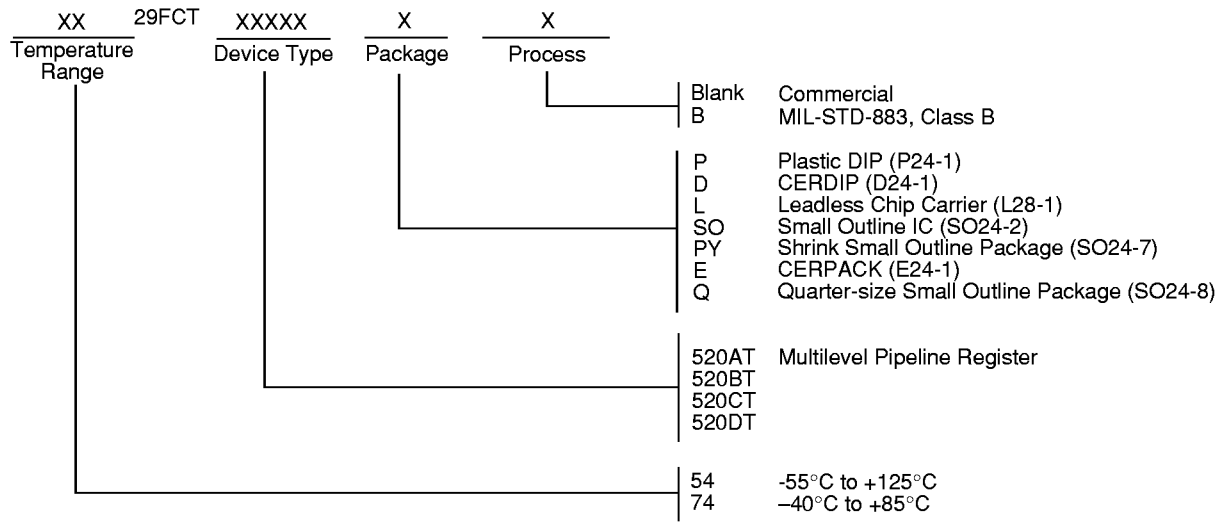 XX 29FCT XXXXX X X
Temperature Range Device Type Package Process
Blank Commercial
B MIL-STD-883, Class B
P Plastic DIP (P24-1)
D CERDIP (D24-1)
L Leadless Chip Carrier (L28-1)
SO Small Outline IC (SO24-2)
PY Shrink Small Outline Package (SO24-7)
E CERPACK (E24-1)
Q Quarter-size Small Outline Package (SO24-8)
520AT Multilevel Pipeline Register
520BT
520CT
520DT
54 -55°C to +125°C
74 –40°C to +85°C